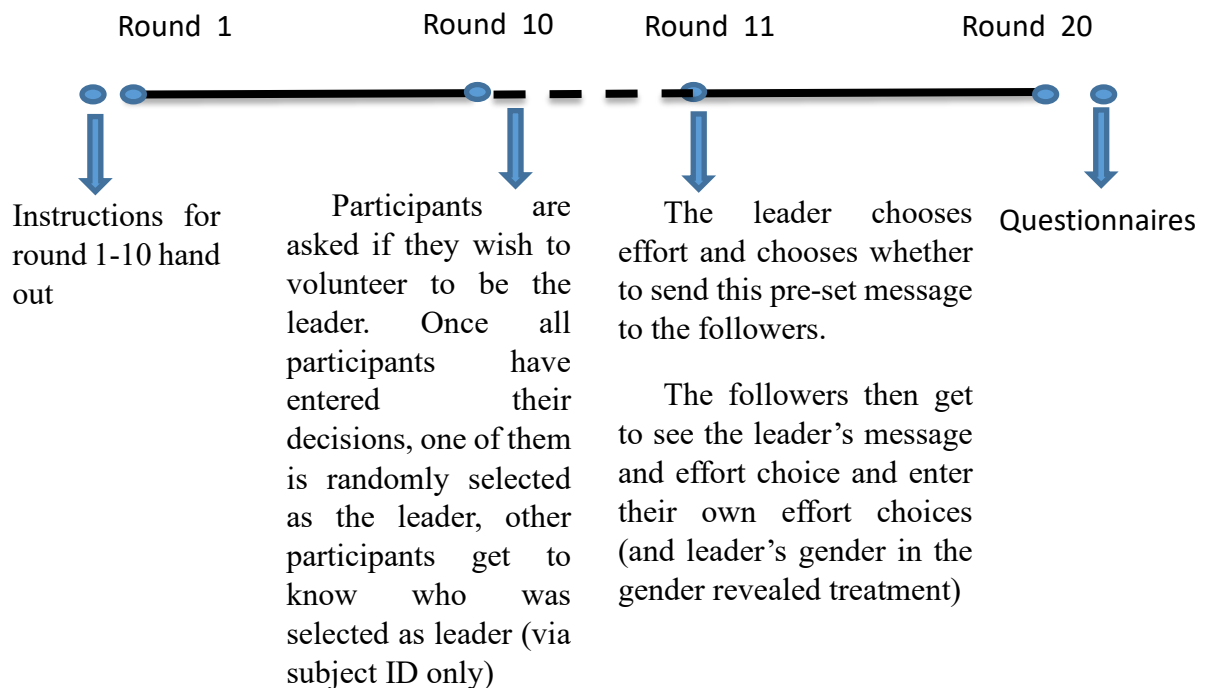 Round 1
Round 10
Round 11
Round 20
Instructions for
round 1-10 hand
out
Participants are
asked if they wish to
volunteer to be the
leader. Once all
participants have
entered their
decisions, one of them
is randomly selected
as the leader, other
participants get to
know who was
selected as leader (via
subject ID only)
The leader chooses
effort and chooses whether
to send this pre-set message
to the followers.
The followers then get
to see the leader’s message
and effort choice and enter
their own effort choices
(and leader’s gender in the
gender revealed treatment)
Questionnaires